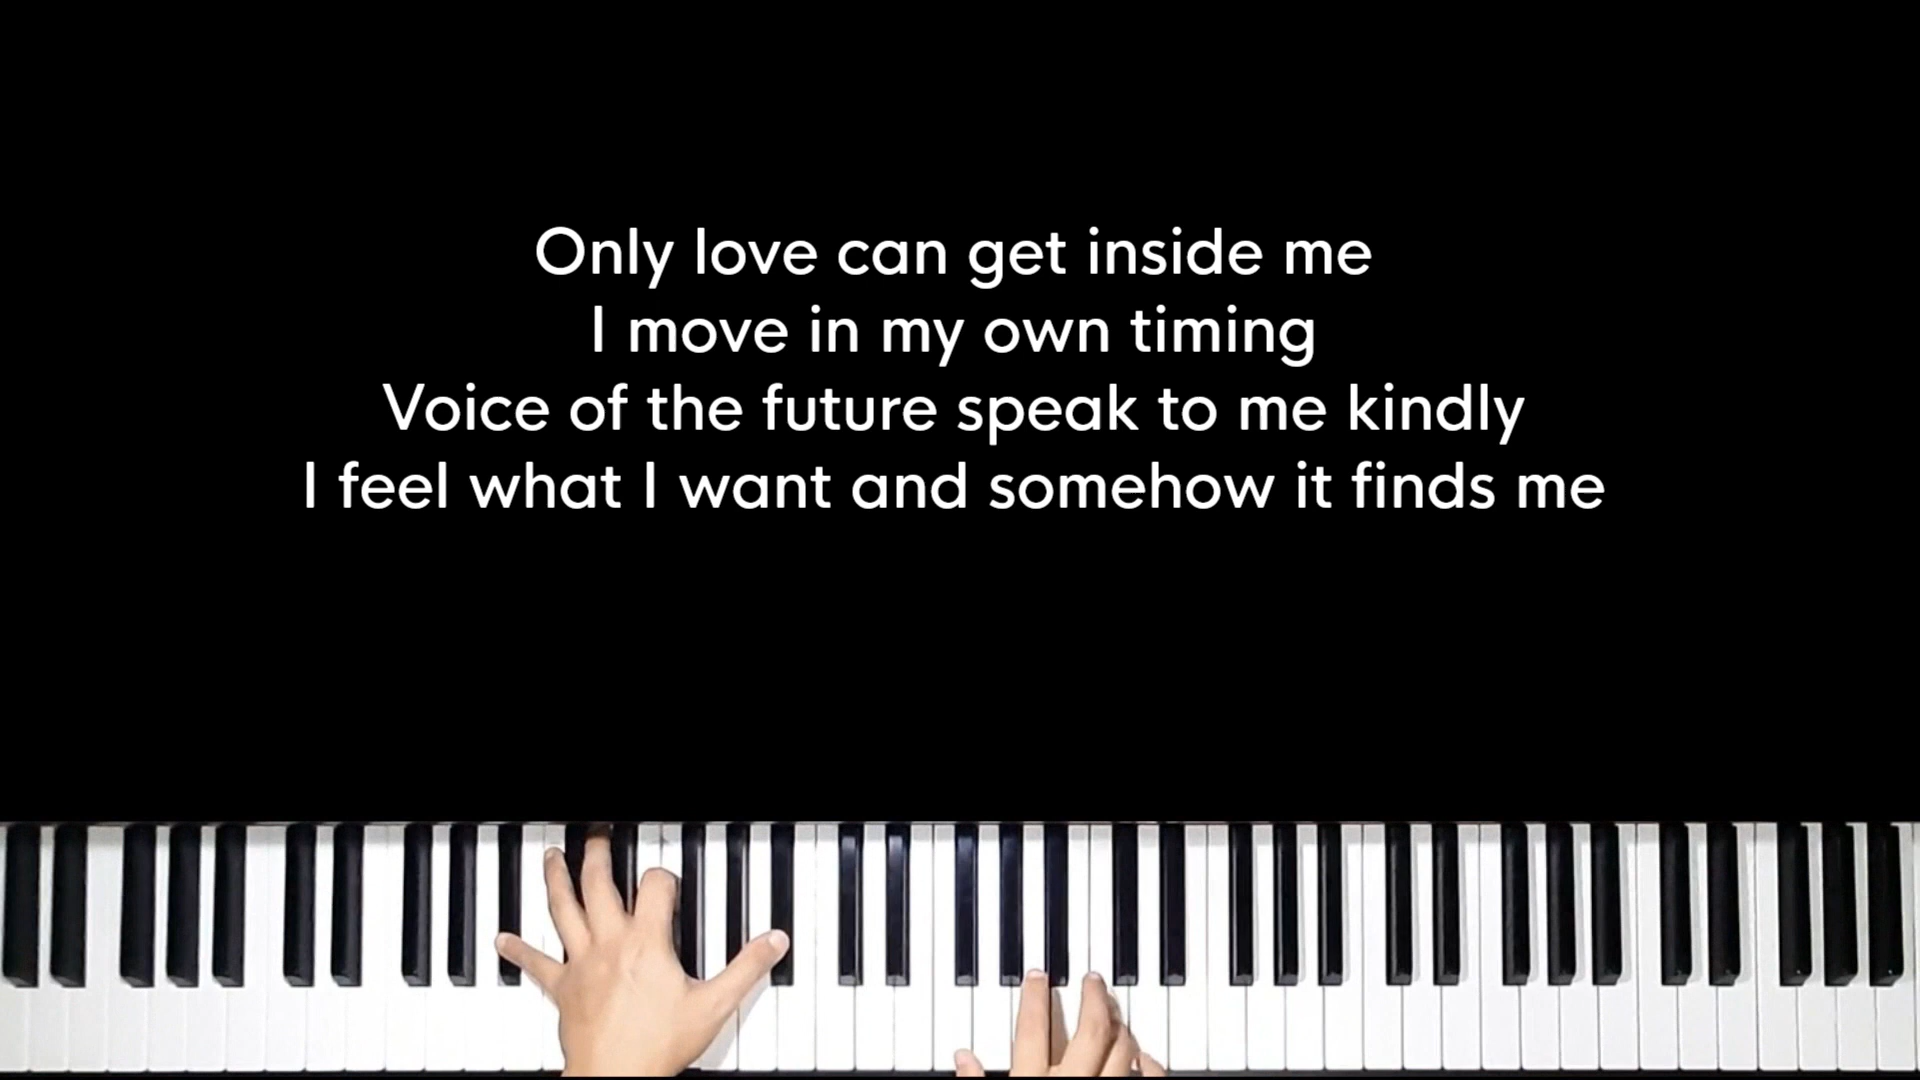 Only love can get inside me
I move in my own timing
Voice of the future speak to me kindly
I feel what I want and somehow it finds me